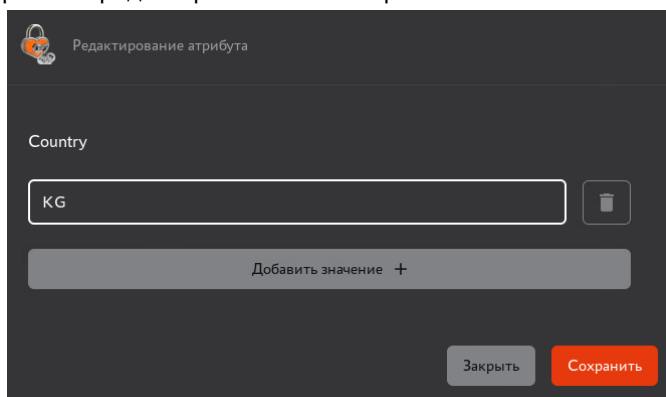 Редактирование атрибута
Country
KG
Добавить значение +
Закрыть Сохранить